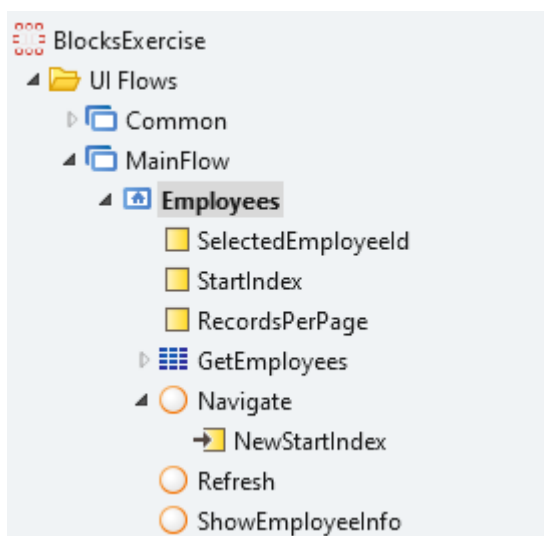 BlocksExercise
UI Flows
Common
MainFlow
Employees
SelectedEmployeeId
StartIndex
RecordsPerPage
GetEmployees
Navigate
NewStartIndex
Refresh
ShowEmployeeInfo